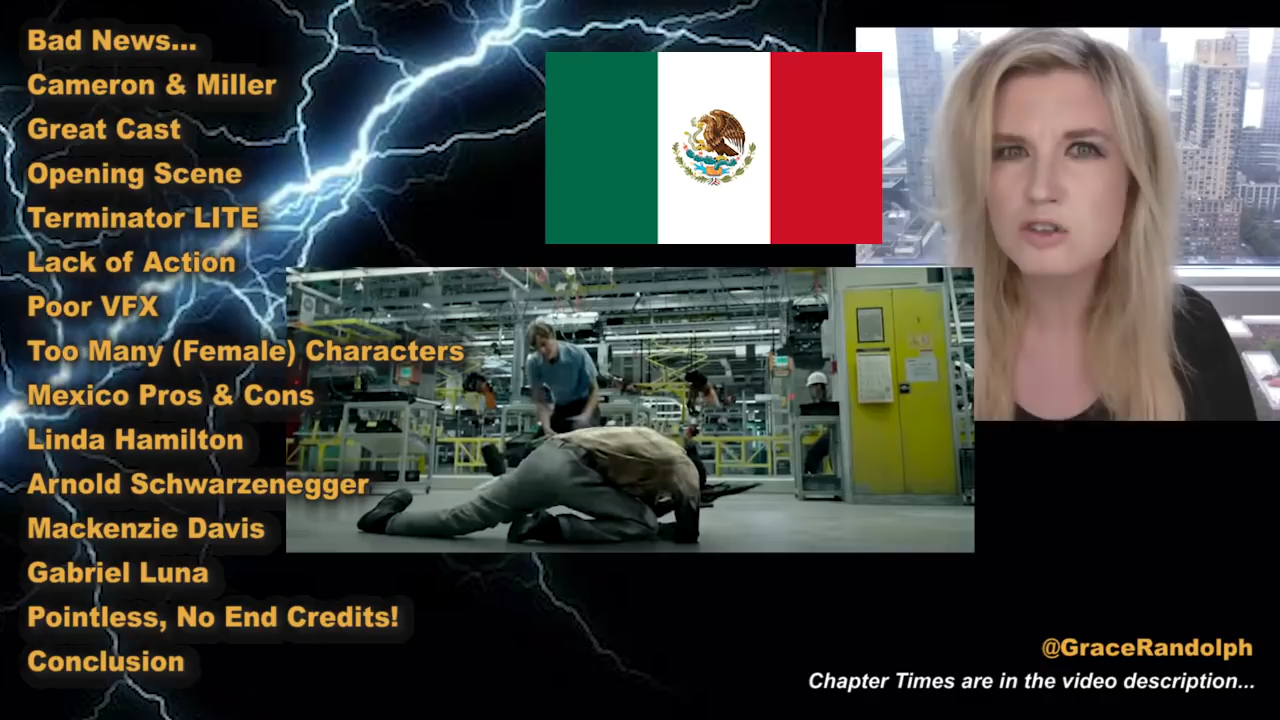 Bad News...
Cameron & Miller
Great Cast
Opening Scene
Terminator LITE
Lack of Action
Poor VFX
Too Many (Female) Characters
Mexico Pros & Cons
Linda Hamilton
Arnold Schwarzenegger
Mackenzie Davis
Gabriel Luna
Pointless, No End Credits!
Conclusion
@GraceRandolph
Chapter Times are in the video description...